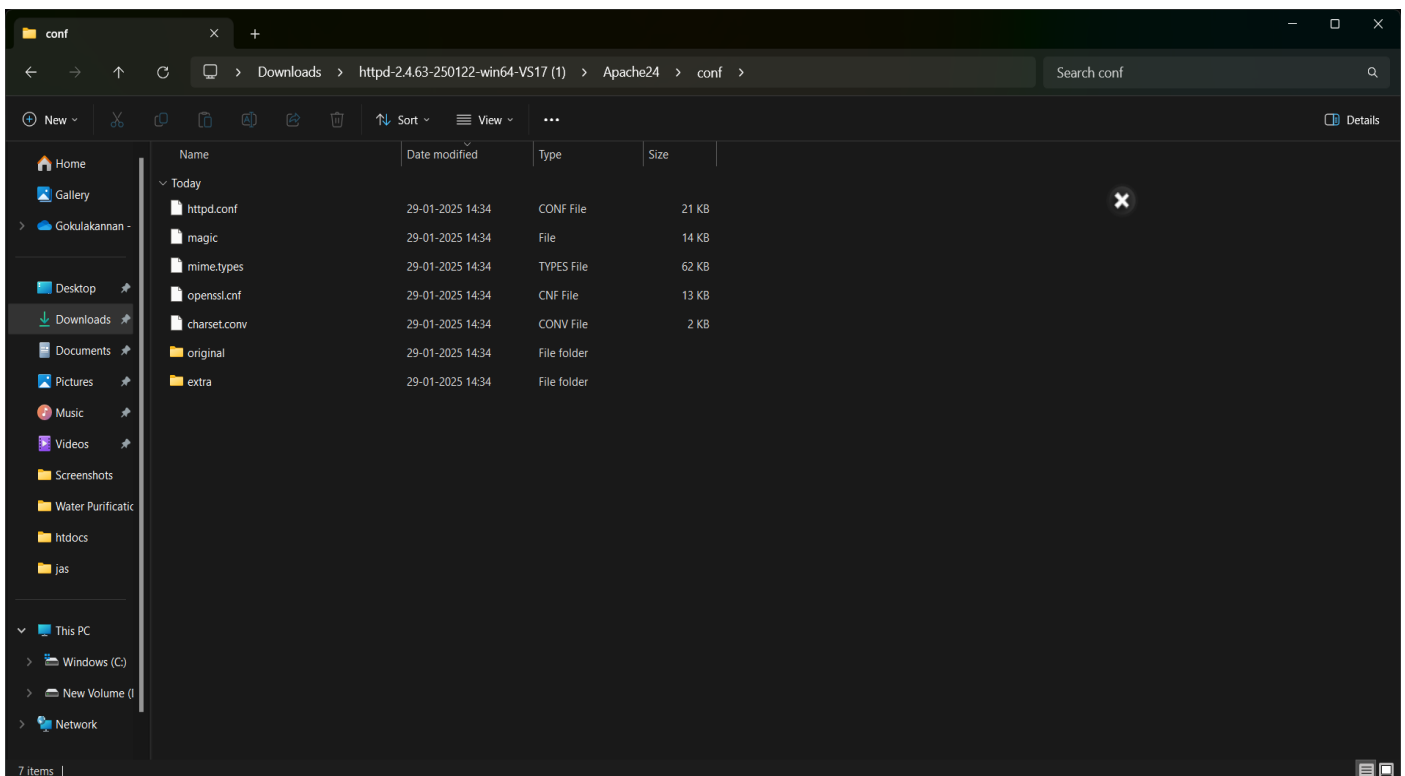 conf
Downloads > httpd-2.4.63-250122-win64-VS17 (1) > Apache24 > conf >
Search conf
New
Sort
View
Details
Home
Gallery
Gokulakannan -
Desktop
Downloads
Documents
Pictures
Music
Videos
Screenshots
Water Purificatic
htdocs
jas
This PC
Windows (C:)
New Volume (I
Network
Name Date modified Type Size
Today
httpd.conf 29-01-2025 14:34 CONF File 21 KB
magic 29-01-2025 14:34 File 14 KB
mime.types 29-01-2025 14:34 TYPES File 62 KB
openssl.cnf 29-01-2025 14:34 CNF File 13 KB
charset.conv 29-01-2025 14:34 CONV File 2 KB
original 29-01-2025 14:34 File folder
extra 29-01-2025 14:34 File folder
7 items